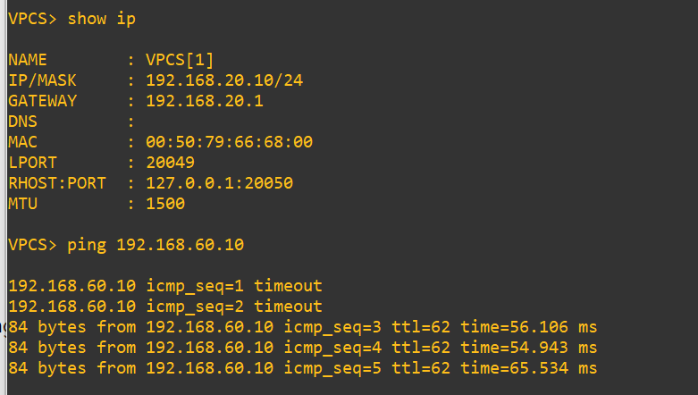 VPCS> show ip
NAME : VPCS[1]
IP/MASK : 192.168.20.10/24
GATEWAY : 192.168.20.1
DNS :
MAC : 00:50:79:66:68:00
LPORT : 20049
RHOST:PORT : 127.0.0.1:20050
MTU : 1500
VPCS> ping 192.168.60.10
192.168.60.10 icmp_seq=1 timeout
192.168.60.10 icmp_seq=2 timeout
84 bytes from 192.168.60.10 icmp_seq=3 ttl=62 time=56.106 ms
84 bytes from 192.168.60.10 icmp_seq=4 ttl=62 time=54.943 ms
84 bytes from 192.168.60.10 icmp_seq=5 ttl=62 time=65.534 ms